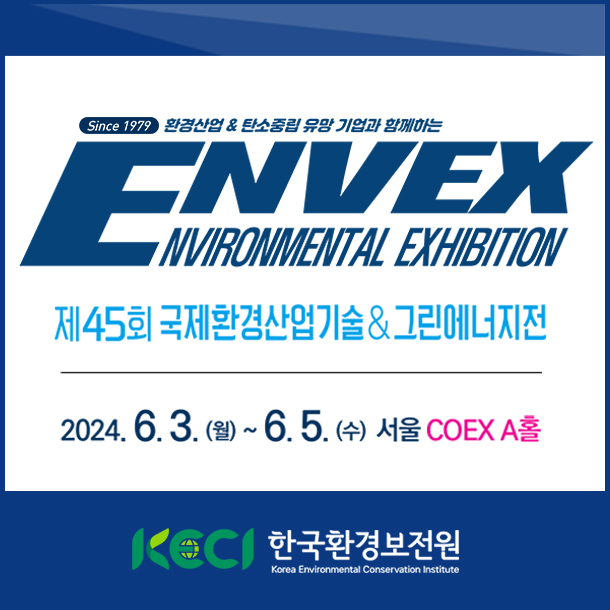 Since 1979 환경산업 & 탄소중립 유망 기업과 함께하는
ENVEX
ENVIRONMENTAL EXHIBITION
제45회 국제환경산업기술&그린에너지전
2024. 6. 3. (월) ~ 6. 5. (수) 서울 COEX A홀
KECI 한국환경보전원
Korea Environmental Conservation Institute